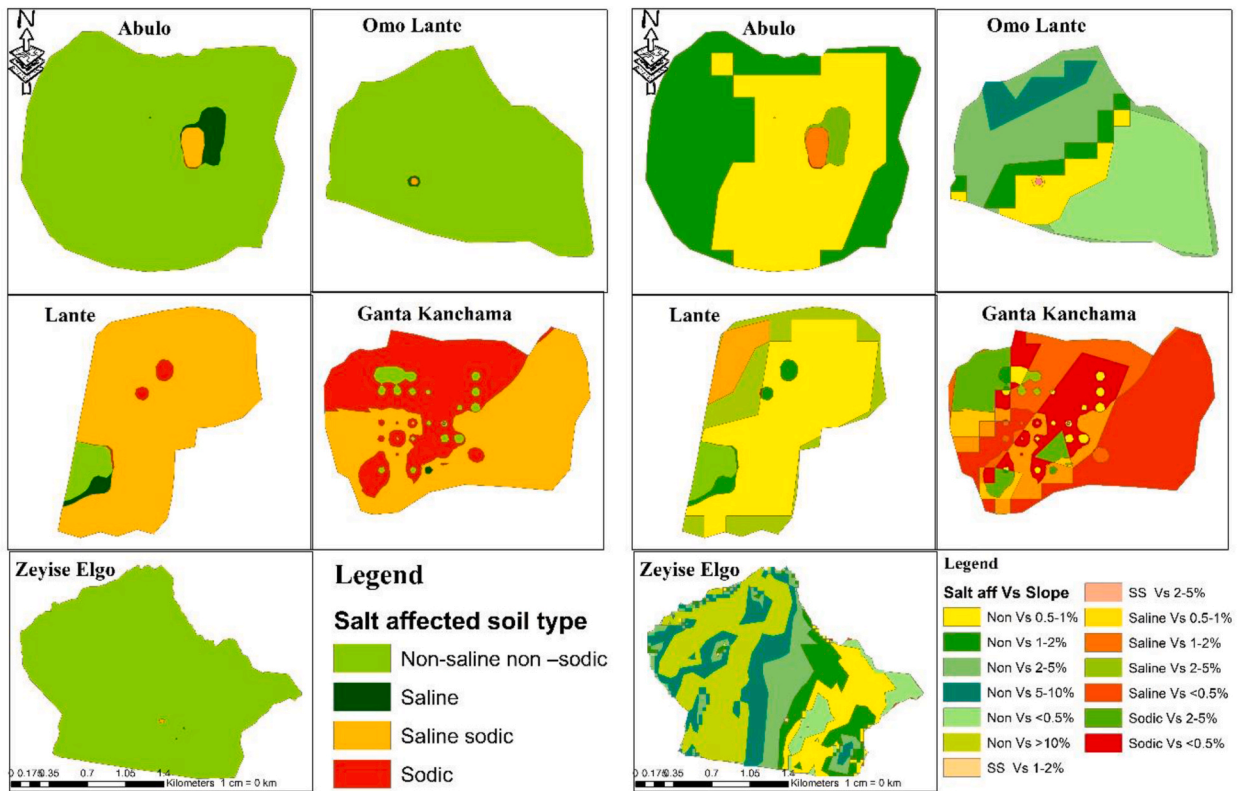 N
Abulo
Omo Lante
Lante
Ganta Kanchama
Zeyise Elgo
0 0.175 0.35 0.7 1.05 1.4
Kilometers 1 cm = 0 km
Legend
Salt affected soil type
Non-saline non –sodic
Saline
Saline sodic
Sodic
N
Abulo
Omo Lante
Lante
Ganta Kanchama
Zeyise Elgo
0 0.175 0.35 0.7 1.05 1.4
Kilometers 1 cm = 0 km
Legend
Salt aff Vs Slope
Non Vs 0.5-1%
Non Vs 1-2%
Non Vs 2-5%
Non Vs 5-10%
Non Vs <0.5%
Non Vs >10%
SS Vs 1-2%
SS Vs 2-5%
Saline Vs 0.5-1%
Saline Vs 1-2%
Saline Vs 2-5%
Saline Vs <0.5%
Sodic Vs 2-5%
Sodic Vs <0.5%